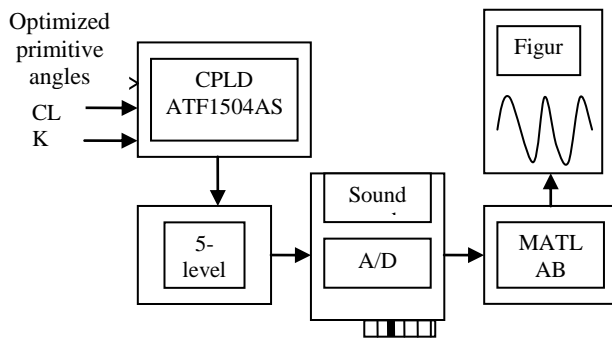 Optimized
primitive
angles
CL
K
CPLD
ATF1504AS
5-
level
Sound
A/D
MATL
AB
Figur